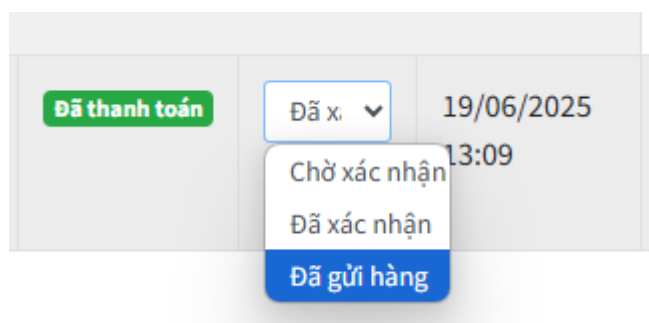 Đã thanh toán
Đã x
19/06/2025
13:09
Chờ xác nhận
Đã xác nhận
Đã gửi hàng